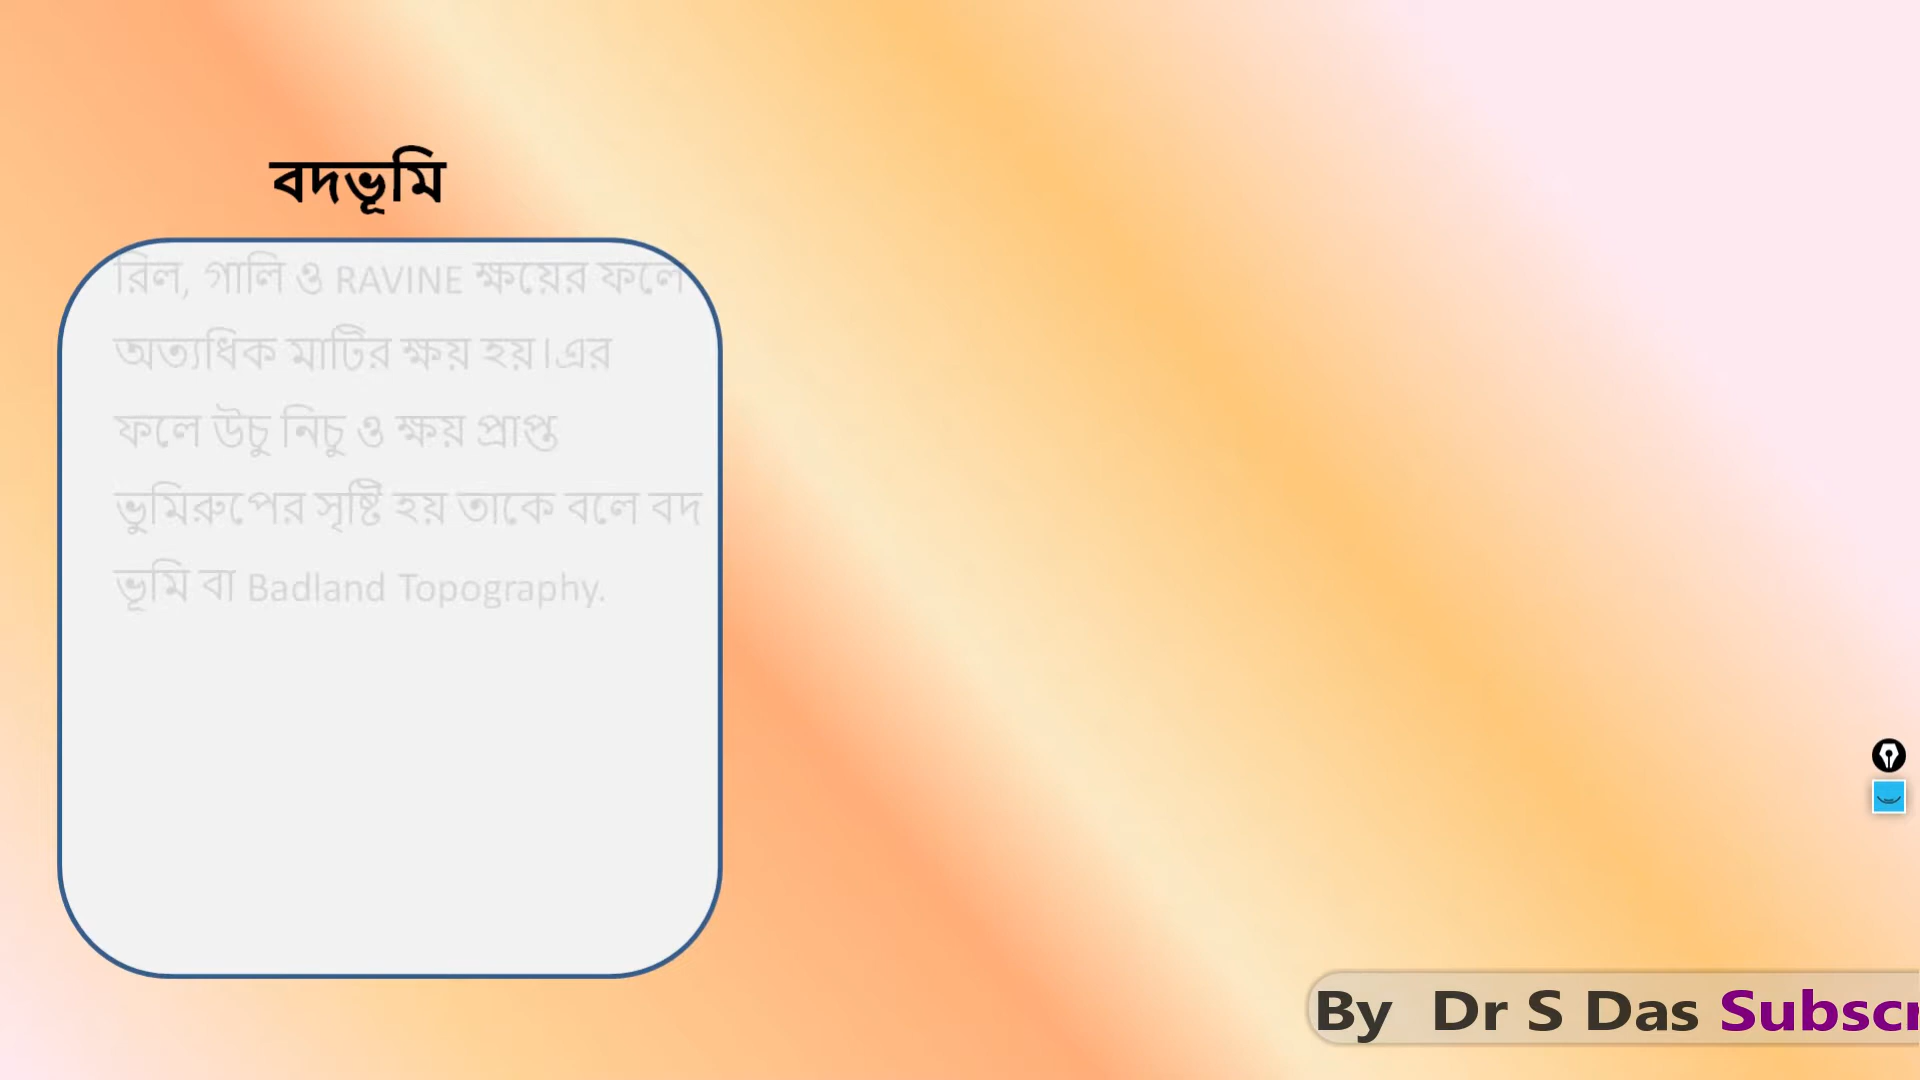 বদভূমি
রিল, গালি ও RAVINE ক্ষয়ের ফলে
অত্যধিক মাটির ক্ষয় হয়।এর
ফলে উচু নিচু ও ক্ষয় প্রাপ্ত
ভুমিরুপের সৃষ্টি হয় তাকে বলে বদ
ভূমি বা Badland Topography.
By Dr S Das Subscr